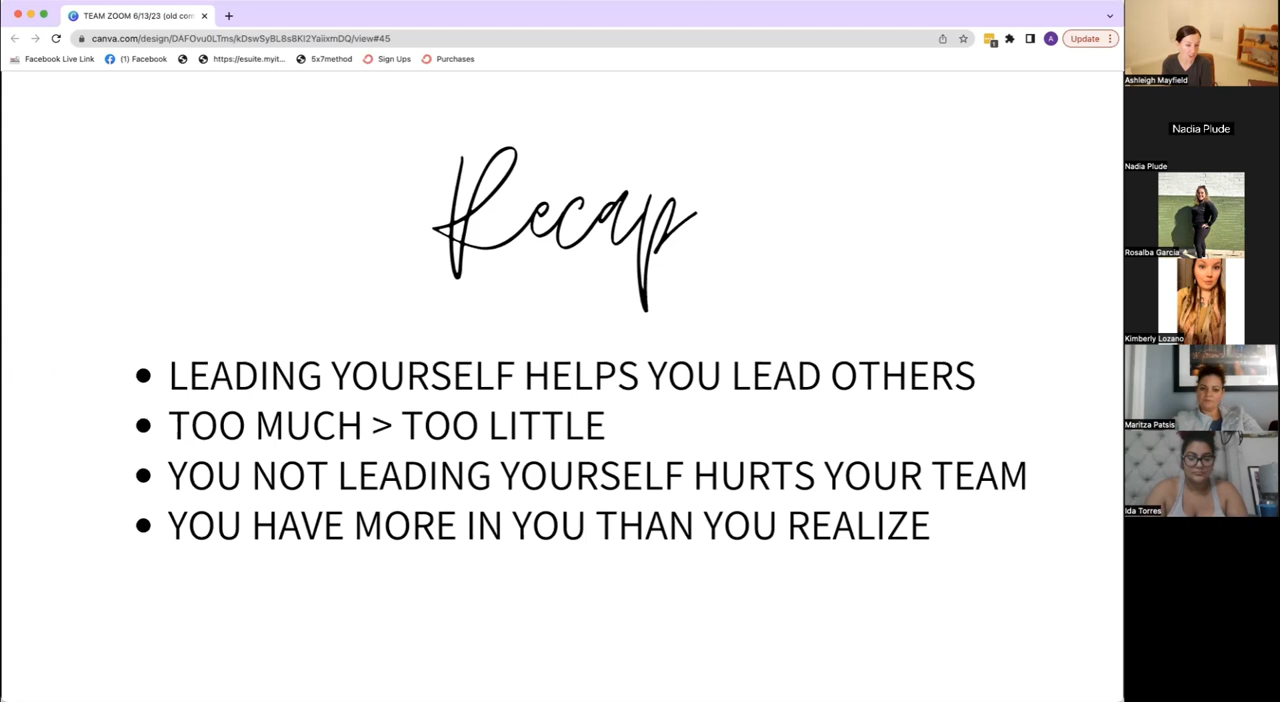 TEAM ZOOM 6/13/23 (old com
canva.com/design/DAFOvu0LTms/kDswSyBL8s8KI2YaiixmDQ/view#45
1
A
Update
Facebook Live Link
(1) Facebook
https://esuite.myit...
5x7method
Sign Ups
Purchases
Recap
• LEADING YOURSELF HELPS YOU LEAD OTHERS
• TOO MUCH > TOO LITTLE
• YOU NOT LEADING YOURSELF HURTS YOUR TEAM
• YOU HAVE MORE IN YOU THAN YOU REALIZE
Ashleigh Mayfield
Nadia Plude
Nadia Plude
Rosalba Garcia
Kimberly Lozano
Maritza Patsis
Ida Torres